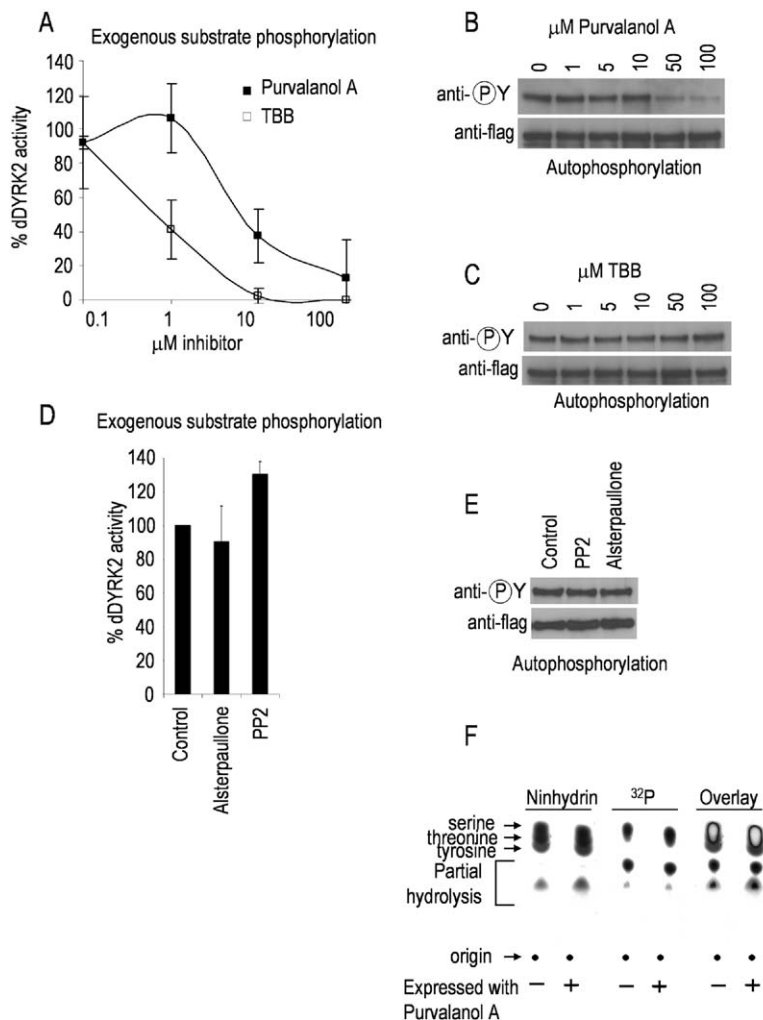 A
Exogenous substrate phosphorylation
Purvalanol A
TBB
% dDYRK2 activity
140
120
100
80
60
40
20
0
0.1 1 10 100
μM inhibitor
B
μM Purvalanol A
0 1 5 10 50 100
anti-ⓅY
anti-flag
Autophosphorylation
C
μM TBB
0 1 5 10 50 100
anti-ⓅY
anti-flag
Autophosphorylation
D
Exogenous substrate phosphorylation
% dDYRK2 activity
140
120
140
80
60
40
20
0
Control
Alsterpaullone
PP2
E
Control
PP2
Alsterpaullone
anti-ⓅY
anti-flag
Autophosphorylation
F
Ninhydrin ³²P Overlay
serine
threonine
tyrosine
Partial
hydrolysis
origin
Expressed with − + − + − +
Purvalanol A